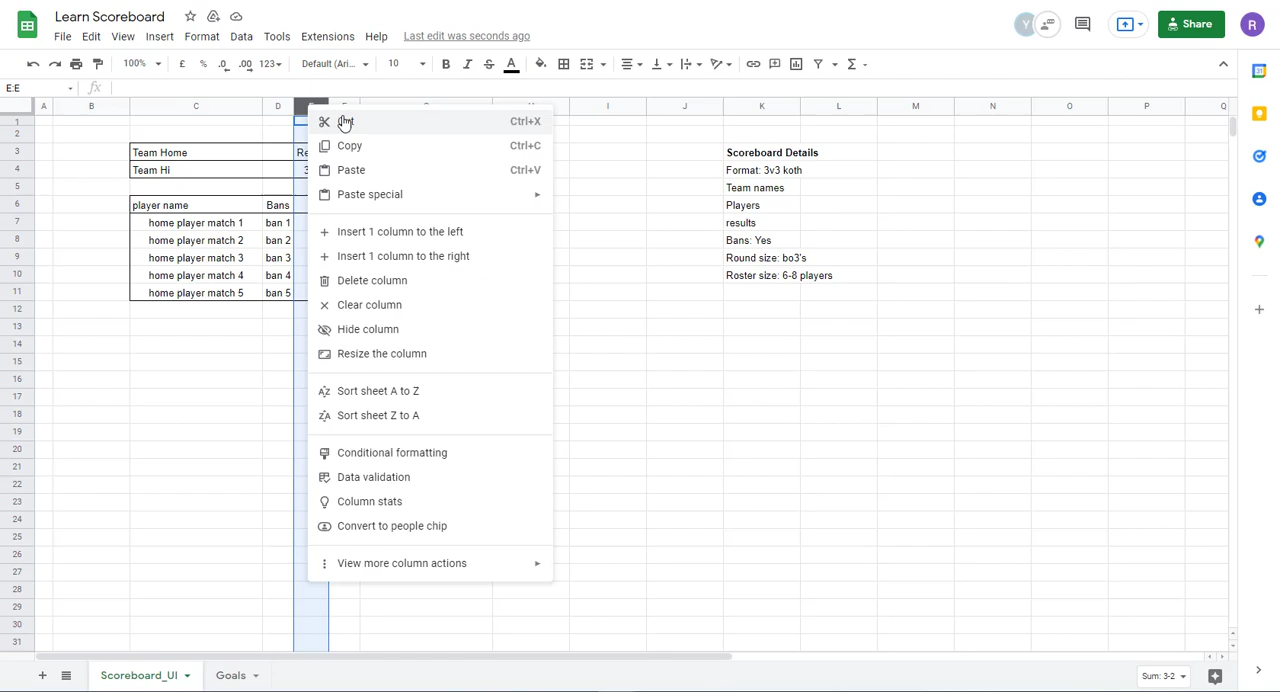 Learn Scoreboard
File Edit View Insert Format Data Tools Extensions Help Last edit was seconds ago
Share
R
Y
100% £ % .0 .00 123 Default (Ari... 10 B I S A Σ
E:E fx
A B C D L M N O P Q
I J K
1
2
3 Team Home Scoreboard Details
4 Team Hi 3 Format: 3v3 koth
5 Team names
6 player name Bans Players
7 home player match 1 ban 1 results
8 home player match 2 ban 2 Bans: Yes
9 home player match 3 ban 3 Round size: bo3's
10 home player match 4 ban 4 Roster size: 6-8 players
11 home player match 5 ban 5
12
13
14
15
16
17
18
19
20
21
22
23
24
25
26
27
28
29
30
31
Ctrl+X
Copy Ctrl+C
Paste Ctrl+V
Paste special
Insert 1 column to the left
Insert 1 column to the right
Delete column
Clear column
Hide column
Resize the column
Sort sheet A to Z
Sort sheet Z to A
Conditional formatting
Data validation
Column stats
Convert to people chip
View more column actions
Scoreboard_UI Goals Sum: 3-2